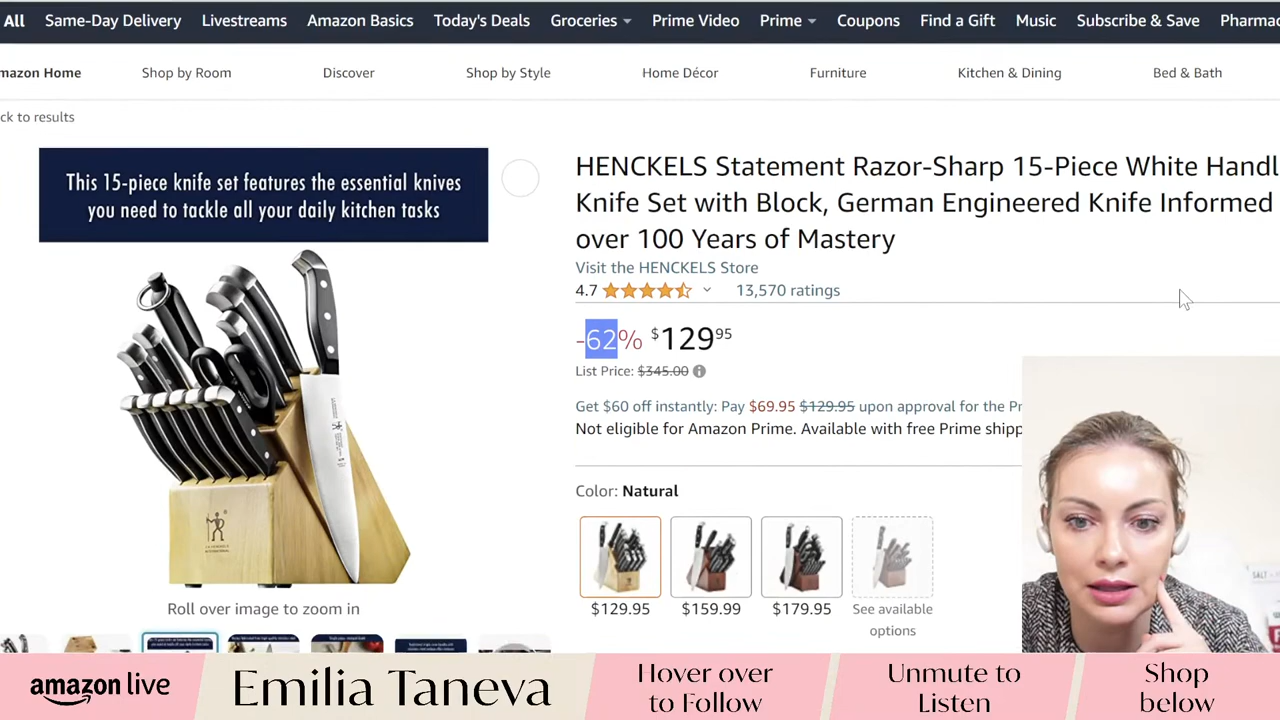 All Same-Day Delivery Livestreams Amazon Basics Today's Deals Groceries Prime Video Prime Coupons Find a Gift Music Subscribe & Save Pharmac
mazon Home Shop by Room Discover Shop by Style Home Décor Furniture Kitchen & Dining Bed & Bath
ck to results
This 15-piece knife set features the essential knives
you need to tackle all your daily kitchen tasks
Roll over image to zoom in
HENCKELS Statement Razor-Sharp 15-Piece White Handl
Knife Set with Block, German Engineered Knife Informed
over 100 Years of Mastery
Visit the HENCKELS Store
4.7 13,570 ratings
-62% $129.95
List Price: $345.00
Get $60 off instantly: Pay $69.95 $129.95 upon approval for the Pr
Not eligible for Amazon Prime. Available with free Prime shipp
Color: Natural
$129.95 $159.99 $179.95 See available
options
SALT
amazon live
Emilia Taneva
Hover over
to Follow
Unmute to
Listen
Shop
below